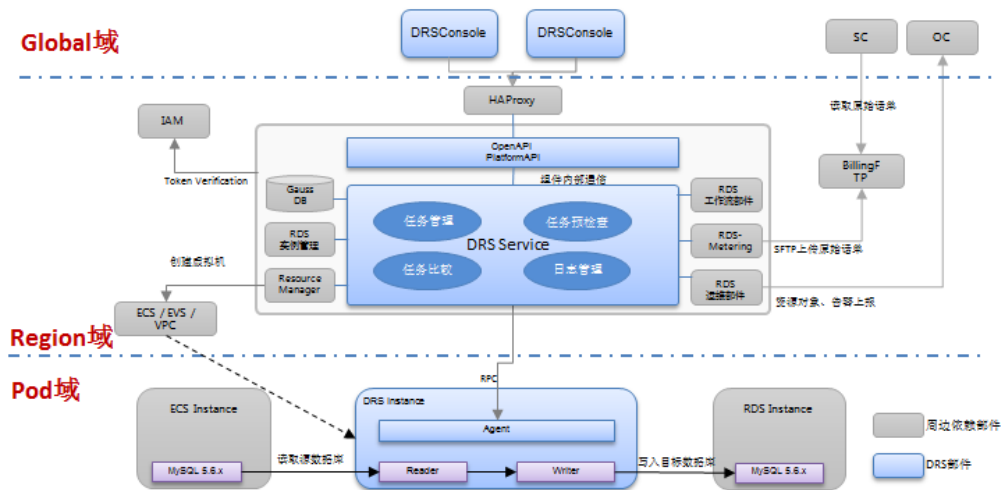 Global域
DRSConsole
DRSConsole
SC
OC
HAProxy
读取原始话单
IAM
OpenAPI
PlatformAPI
BillingF
TP
Token Verification
组件内部通信
Gauss
DB
RDS
工作流部件
任务管理
任务预检查
RDS
实例管理
DRS Service
RDS-
Metering
SFTP上传原始话单
创建虚拟机
任务比较
日志管理
Resource
Manager
RDS
运维部件
资源对象、告警上报
ECS / EVS /
VPC
Region域
RPC
Pod域
ECS Instance
DRS Instance
RDS Instance
Agent
周边依赖部件
读取源数据库
写入目标数据库
MySQL 5.6.x
Reader
Writer
MySQL 5.6.x
DRS部件